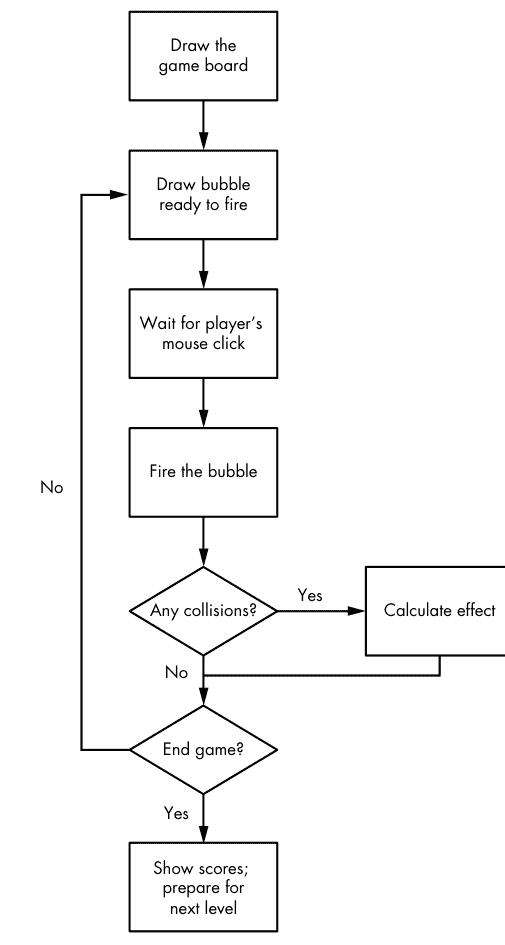 Draw the
game board
Draw bubble
ready to fire
Wait for player’s
mouse click
Fire the bubble
No
Any collisions?
Yes
Calculate effect
No
End game?
Yes
Show scores;
prepare for
next level